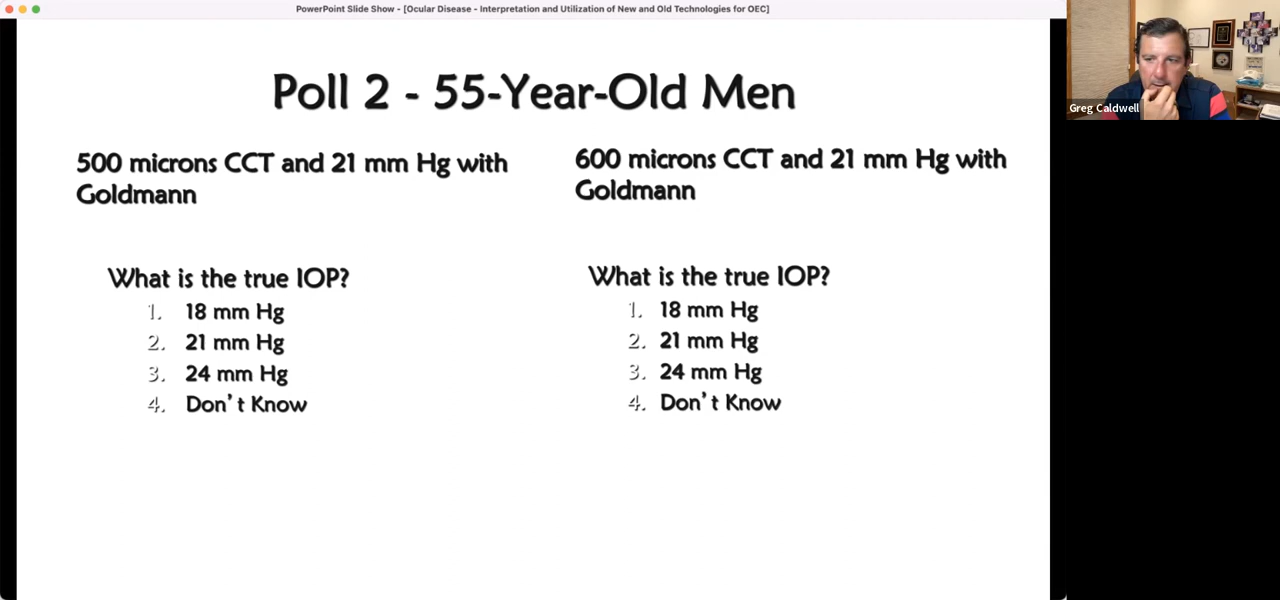 PowerPoint Slide Show - [Ocular Disease - Interpretation and Utilization of New and Old Technologies for OEC]
Poll 2 - 55-Year-Old Men
500 microns CCT and 21 mm Hg with
Goldmann
What is the true IOP?
1. 18 mm Hg
2. 21 mm Hg
3. 24 mm Hg
4. Don't Know
600 microns CCT and 21 mm Hg with
Goldmann
What is the true IOP?
1. 18 mm Hg
2. 21 mm Hg
3. 24 mm Hg
4. Don't Know
Greg Caldwell